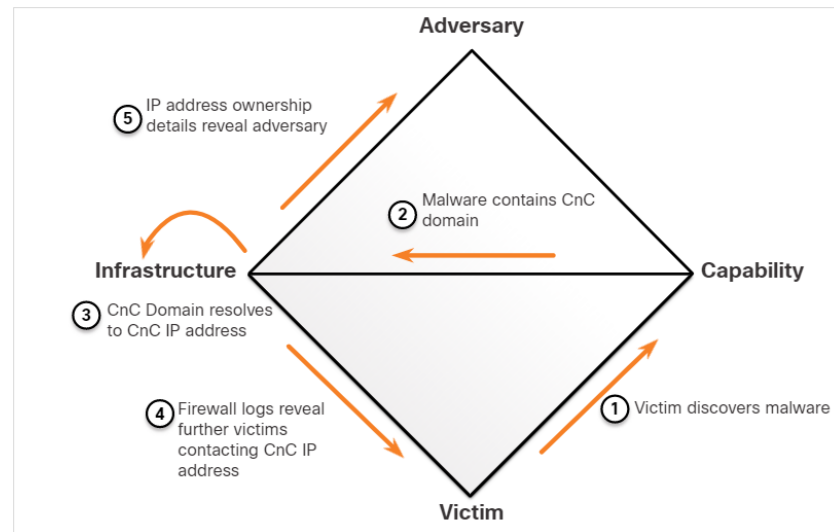 Adversary
5
IP address ownership
details reveal adversary
2
Malware contains CnC
domain
Infrastructure
Capability
3
CnC Domain resolves
to CnC IP address
4
Firewall logs reveal
further victims
contacting CnC IP
address
1
Victim discovers malware
Victim